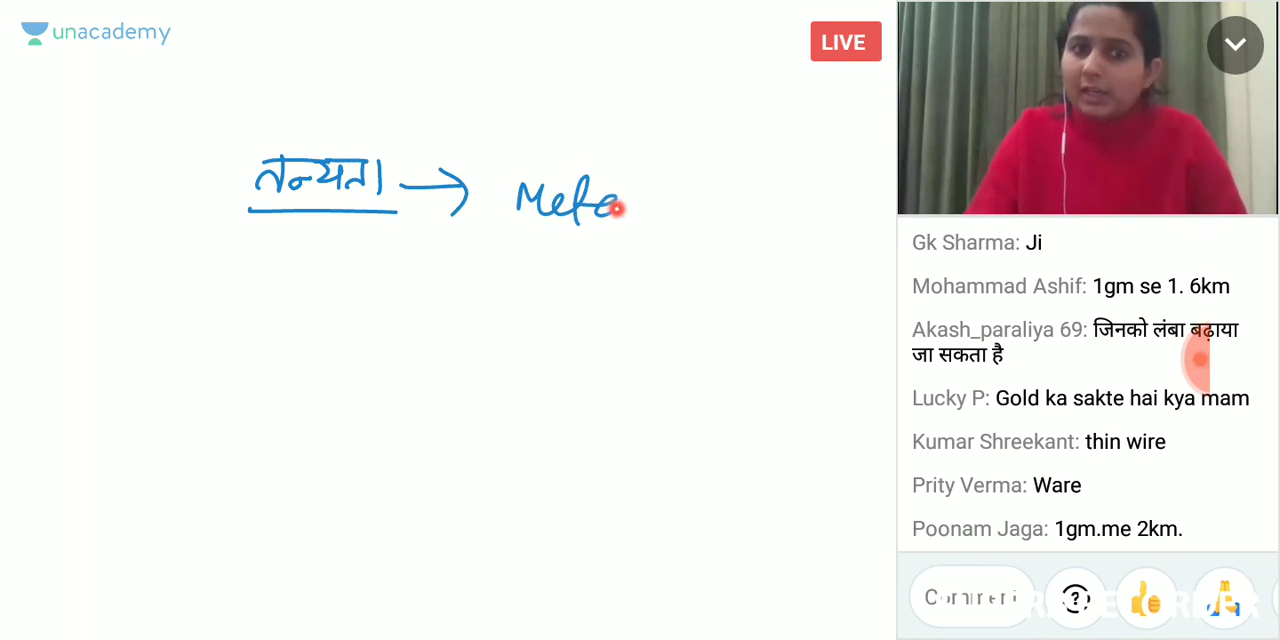 unacademy
LIVE
तन्यता → Meta
Gk Sharma: Ji
Mohammad Ashif: 1gm se 1. 6km
Akash_paraliya 69: जिनको लंबा बढ़ाया
जा सकता है
Lucky P: Gold ka sakte hai kya mam
Kumar Shreekant: thin wire
Prity Verma: Ware
Poonam Jaga: 1gm.me 2km.
Comment